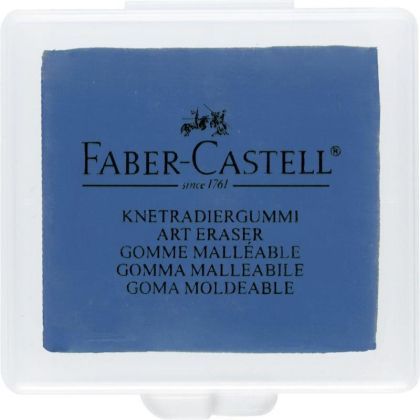 FABER-CASTELL®
since 1761
KNETRADIERGUMMI
ART ERASER
GOMME MALLÉABLE
GOMMA MALLEABILE
GOMA MOLDEABLE